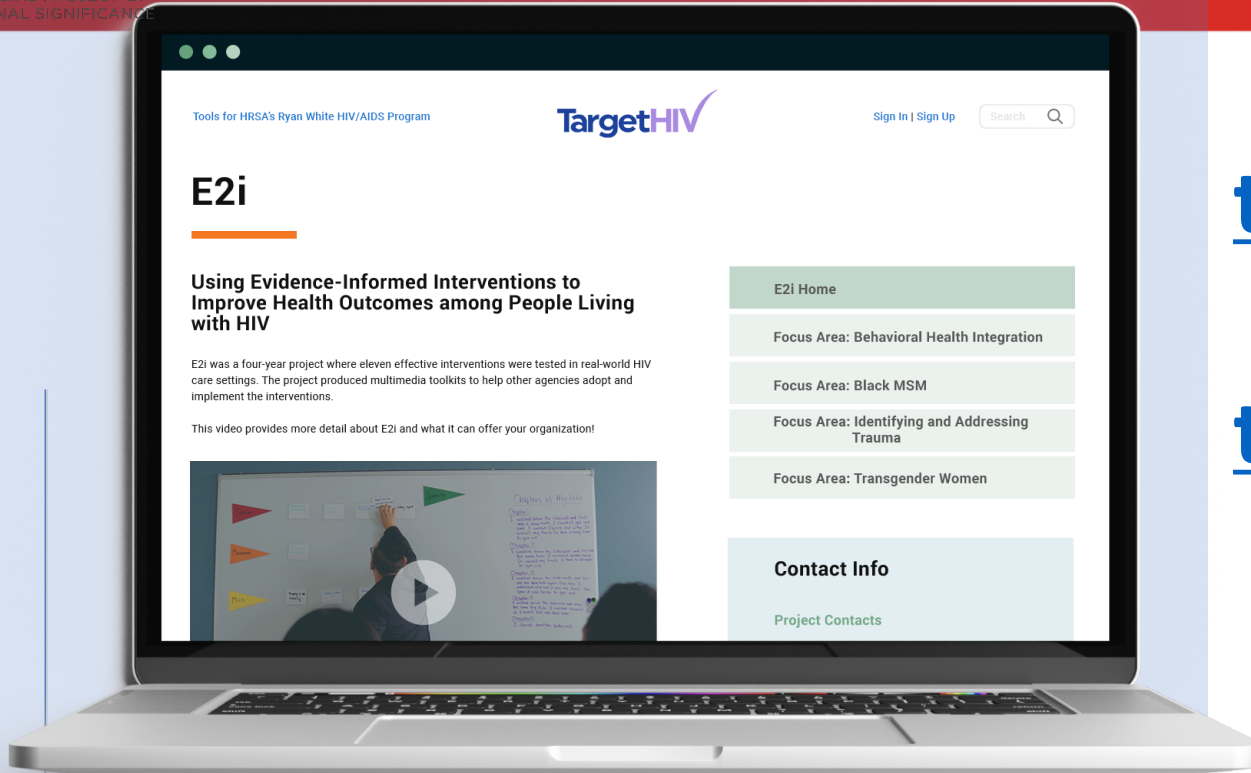 NAL SIGNIFICANCE
Tools for HRSA's Ryan White HIV/AIDS Program
TargetHIV
Sign In | Sign Up
Search
E2i
Using Evidence-Informed Interventions to
Improve Health Outcomes among People Living
with HIV
E2i was a four-year project where eleven effective interventions were tested in real-world HIV
care settings. The project produced multimedia toolkits to help other agencies adopt and
implement the interventions.
This video provides more detail about E2i and what it can offer your organization!
E2i Home
Focus Area: Behavioral Health Integration
Focus Area: Black MSM
Focus Area: Identifying and Addressing
Trauma
Focus Area: Transgender Women
Contact Info
Project Contacts
t
t